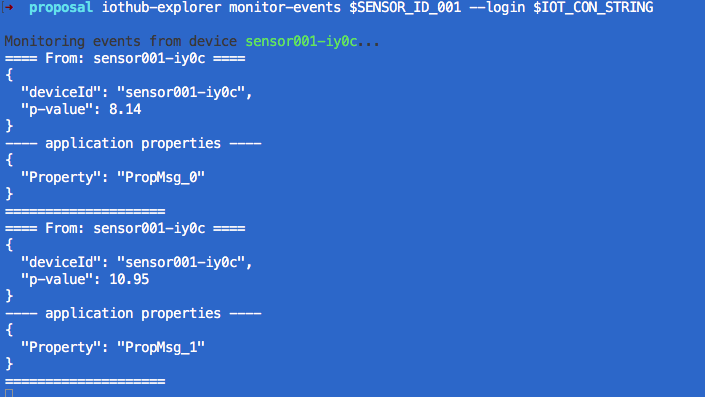 → proposal iothub-explorer monitor-events $SENSOR_ID_001 --login $IOT_CON_STRING
Monitoring events from device sensor001-iy0c...
==== From: sensor001-iy0c ====
{
  "deviceId": "sensor001-iy0c",
  "p-value": 8.14
}
---- application properties ----
{
  "Property": "PropMsg_0"
}
====================
==== From: sensor001-iy0c ====
{
  "deviceId": "sensor001-iy0c",
  "p-value": 10.95
}
---- application properties ----
{
  "Property": "PropMsg_1"
}
====================